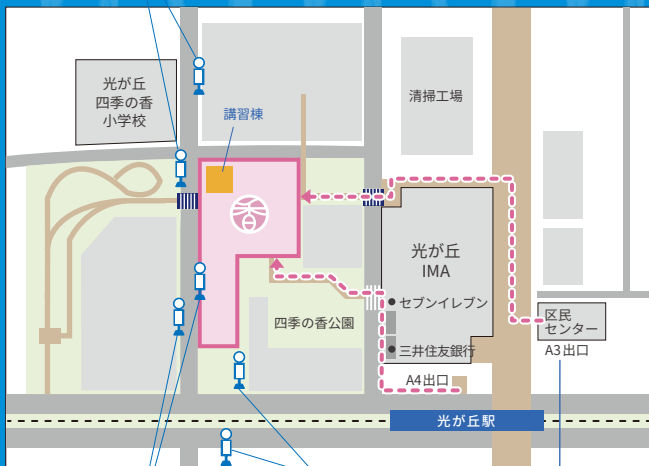 光が丘
四季の香
小学校
講習棟
清掃工場
香
光が丘
IMA
セブンイレブン
四季の香公園
三井住友銀行
区民
センター
A3出口
A4出口
光が丘駅